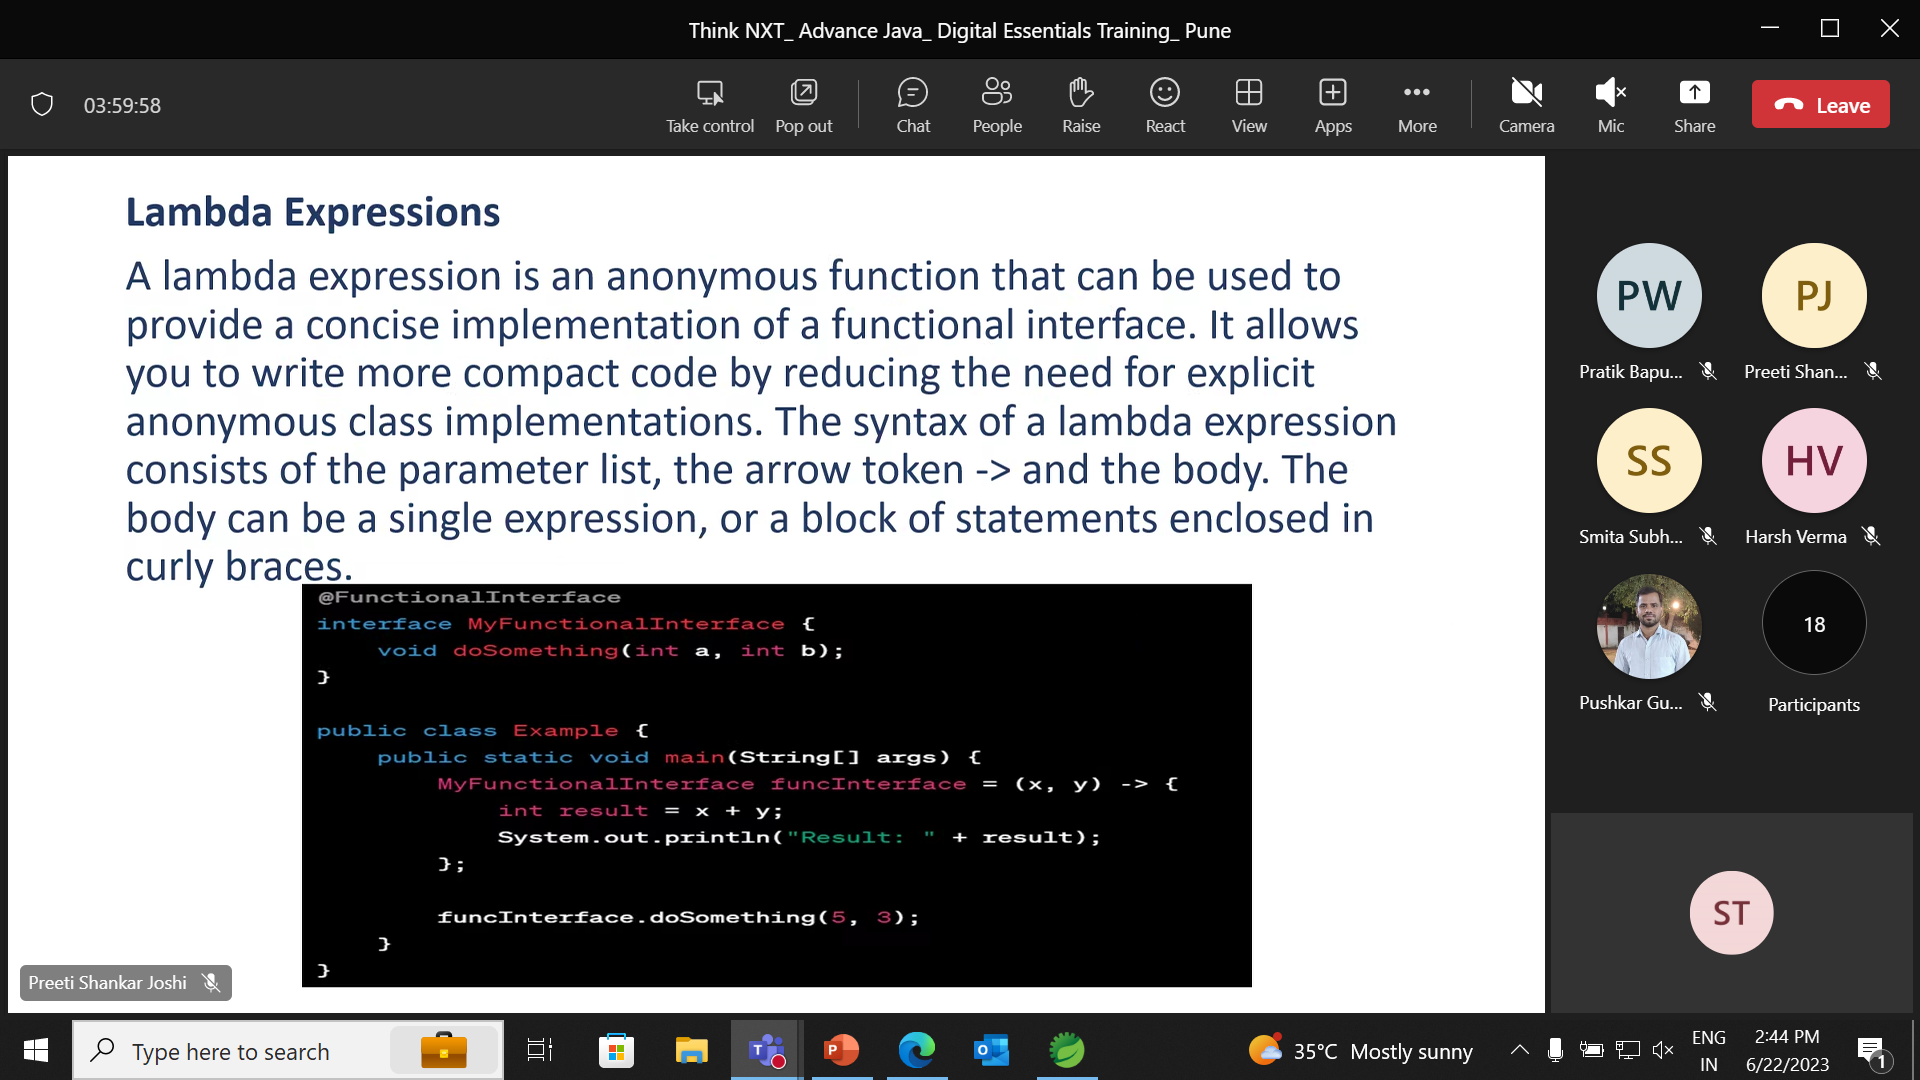 Think NXT_ Advance Java_ Digital Essentials Training_ Pune
03:59:58
Take control
Pop out
Chat
People
Raise
React
View
Apps
More
Camera
Mic
Share
Leave
Lambda Expressions
A lambda expression is an anonymous function that can be used to
provide a concise implementation of a functional interface. It allows
you to write more compact code by reducing the need for explicit
anonymous class implementations. The syntax of a lambda expression
consists of the parameter list, the arrow token -> and the body. The
body can be a single expression, or a block of statements enclosed in
curly braces.
@FunctionalInterface
interface MyFunctionalInterface {
    void doSomething(int a, int b);
}
public class Example {
    public static void main(String[] args) {
        MyFunctionalInterface funcInterface = (x, y) -> {
            int result = x + y;
            System.out.println("Result: " + result);
        };
        funcInterface.doSomething(5, 3);
    }
}
Preeti Shankar Joshi
PW
Pratik Bapu...
PJ
Preeti Shan...
SS
Smita Subh...
HV
Harsh Verma
Pushkar Gu...
18
Participants
ST
Type here to search
35°C Mostly sunny
ENG
IN
2:44 PM
6/22/2023
1